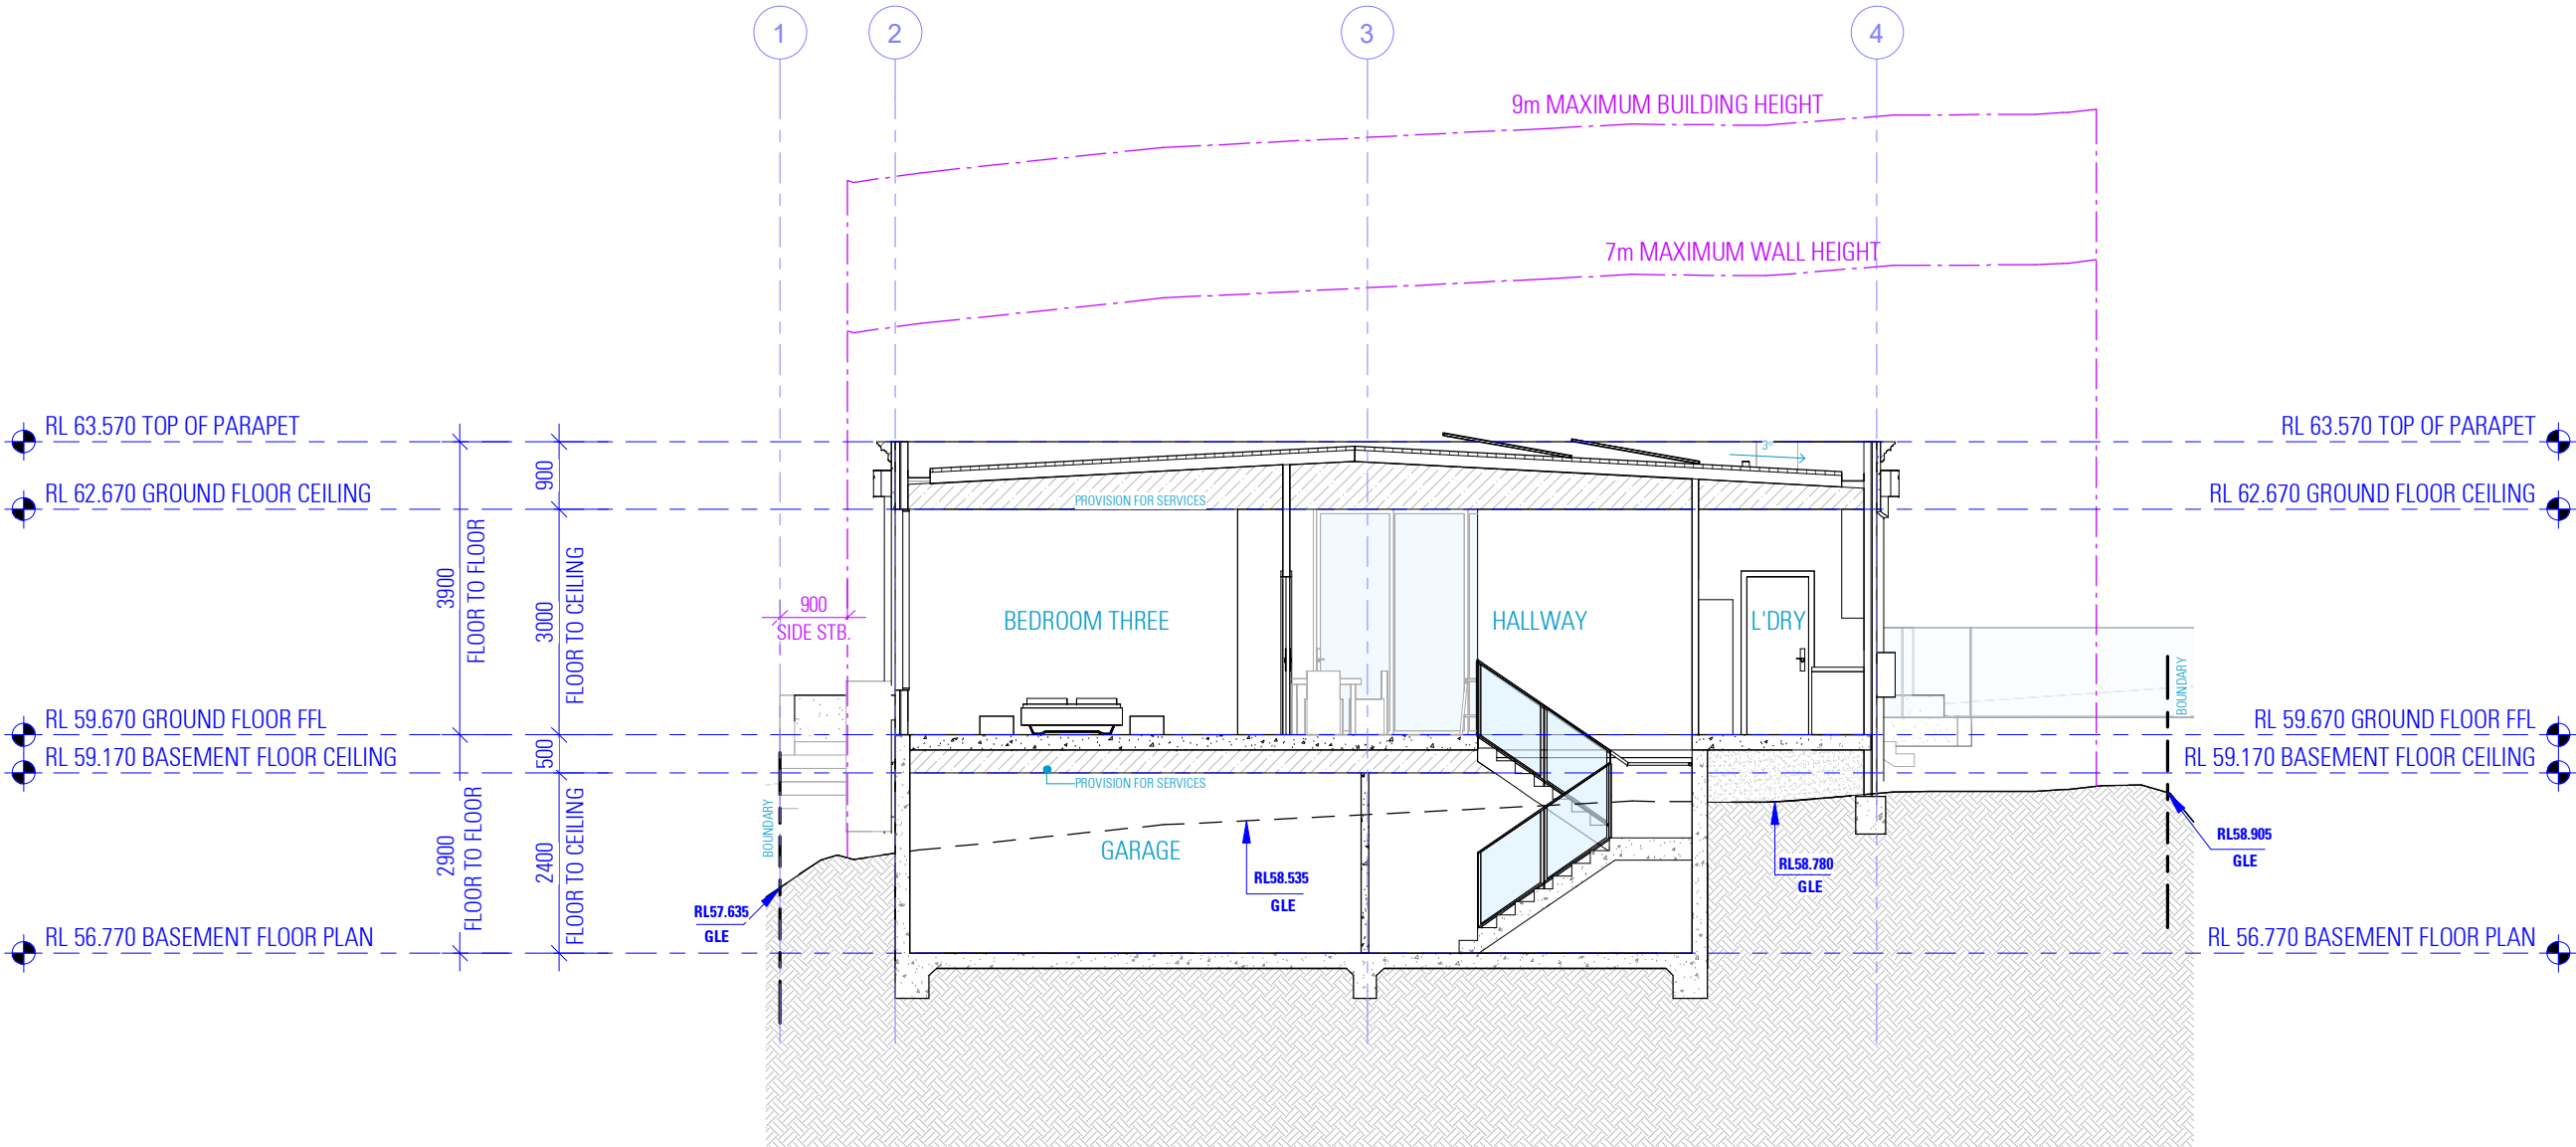 1
2
3
4
9m MAXIMUM BUILDING HEIGHT
7m MAXIMUM WALL HEIGHT
RL 63.570 TOP OF PARAPET
RL 63.570 TOP OF PARAPET
3°
900
RL 62.670 GROUND FLOOR CEILING
PROVISION FOR SERVICES
RL 62.670 GROUND FLOOR CEILING
3900
FLOOR TO FLOOR
3000
FLOOR TO CEILING
900
SIDE STB.
BEDROOM THREE
HALLWAY
L'DRY
BOUNDARY
RL 59.670 GROUND FLOOR FFL
RL 59.670 GROUND FLOOR FFL
500
RL 59.170 BASEMENT FLOOR CEILING
RL 59.170 BASEMENT FLOOR CEILING
PROVISION FOR SERVICES
BOUNDARY
2900
FLOOR TO FLOOR
2400
FLOOR TO CEILING
GARAGE
RL58.535
GLE
RL58.780
GLE
RL58.905
GLE
RL57.635
GLE
RL 56.770 BASEMENT FLOOR PLAN
RL 56.770 BASEMENT FLOOR PLAN